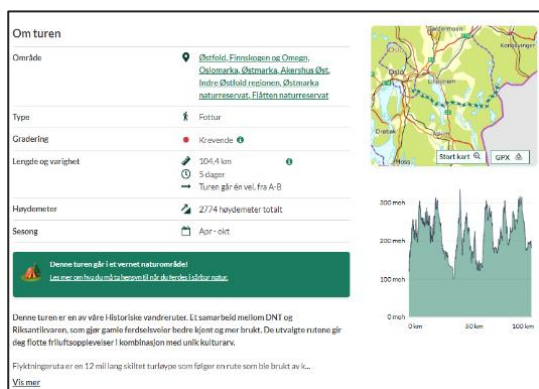 Om turen
Område
Østfold, Finnskogen og Omegn,
Oslomarka, Østmarka, Akershus Øst,
Indre Østfold regionen, Østmarka
naturreservat, Flåtten naturreservat
Type
Fottur
Gradering
Krevende
Lengde og varighet
104,4 km
5 dager
Turen går én vei, fra A-B
Høydemeter
2774 høydemeter totalt
Sesong
Apr - okt
Denne turen går i et vernet naturområde!
Les mer om hva du må ta hensyn til når du ferdes i sårbar natur.
Denne turen er en av våre Historiske vandreruter. Et samarbeid mellom DNT og
Riksantikvaren, som gjør gamle ferdselsveier bedre kjent og mer brukt. De utvalgte rutene gir
deg flotte friluftsopplevelser i kombinasjon med unik kulturarv.
Flyktningeruta er en 12 mil lang skiltet turløype som følger en rute som ble brukt av k...
Vis mer
Oslo
Kongsvinger
Moss
Start kart
GPX
300 moh
200 moh
100 moh
0 km
50 km
100 km